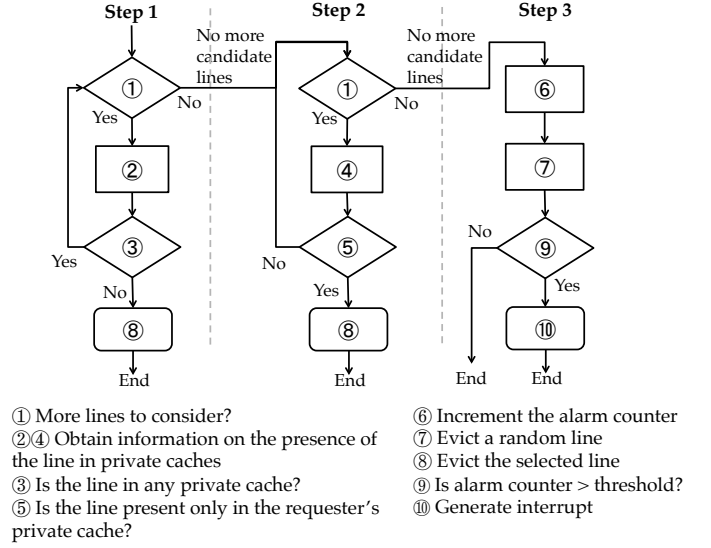 Step 1
Step 2
Step 3
No more
candidate
lines
No more
candidate
lines
①
No
Yes
②
③
Yes
No
⑧
End
①
No
Yes
④
⑤
No
Yes
⑧
End
⑥
⑦
⑨
No
Yes
⑩
End
End
① More lines to consider?
②④ Obtain information on the presence of
the line in private caches
③ Is the line in any private cache?
⑤ Is the line present only in the requester's
private cache?
⑥ Increment the alarm counter
⑦ Evict a random line
⑧ Evict the selected line
⑨ Is alarm counter > threshold?
⑩ Generate interrupt